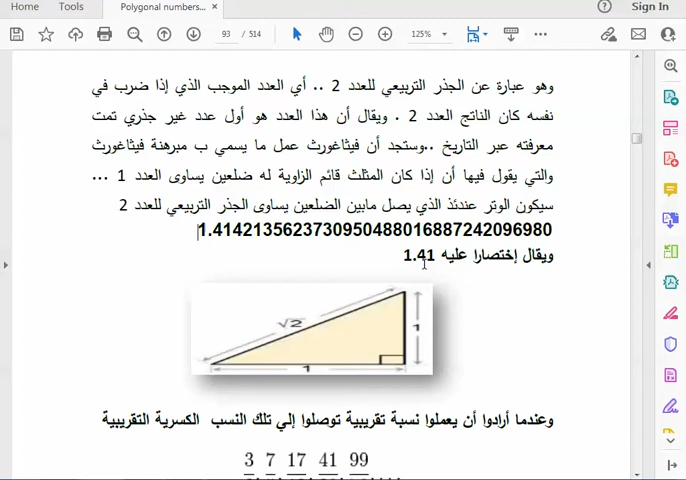 Home Tools Polygonal numbers... × Sign In
93 / 514 125%
وهو عبارة عن الجذر التربيعي للعدد 2 .. أي العدد الموجب الذي إذا ضرب في
نفسه كان الناتج العدد 2 . ويقال أن هذا العدد هو أول عدد غير جذري تمت
معرفته عبر التاريخ ..وستجد أن فيثاغورث عمل ما يسمي ب مبرهنة فيثاغورث
والتي يقول فيها أن إذا كان المثلث قائم الزاوية له ضلعين يساوى العدد 1 ...
سيكون الوتر عندئذ الذي يصل مابين الضلعين يساوى الجذر التربيعي للعدد 2
1.4142135623730950488016887242096980
ويقال إختصارا عليه 1.41
√2
1
1
وعندما أرادوا أن يعملوا نسبة تقريبية توصلوا إلي تلك النسب الكسرية التقريبية
3 7 17 41 99